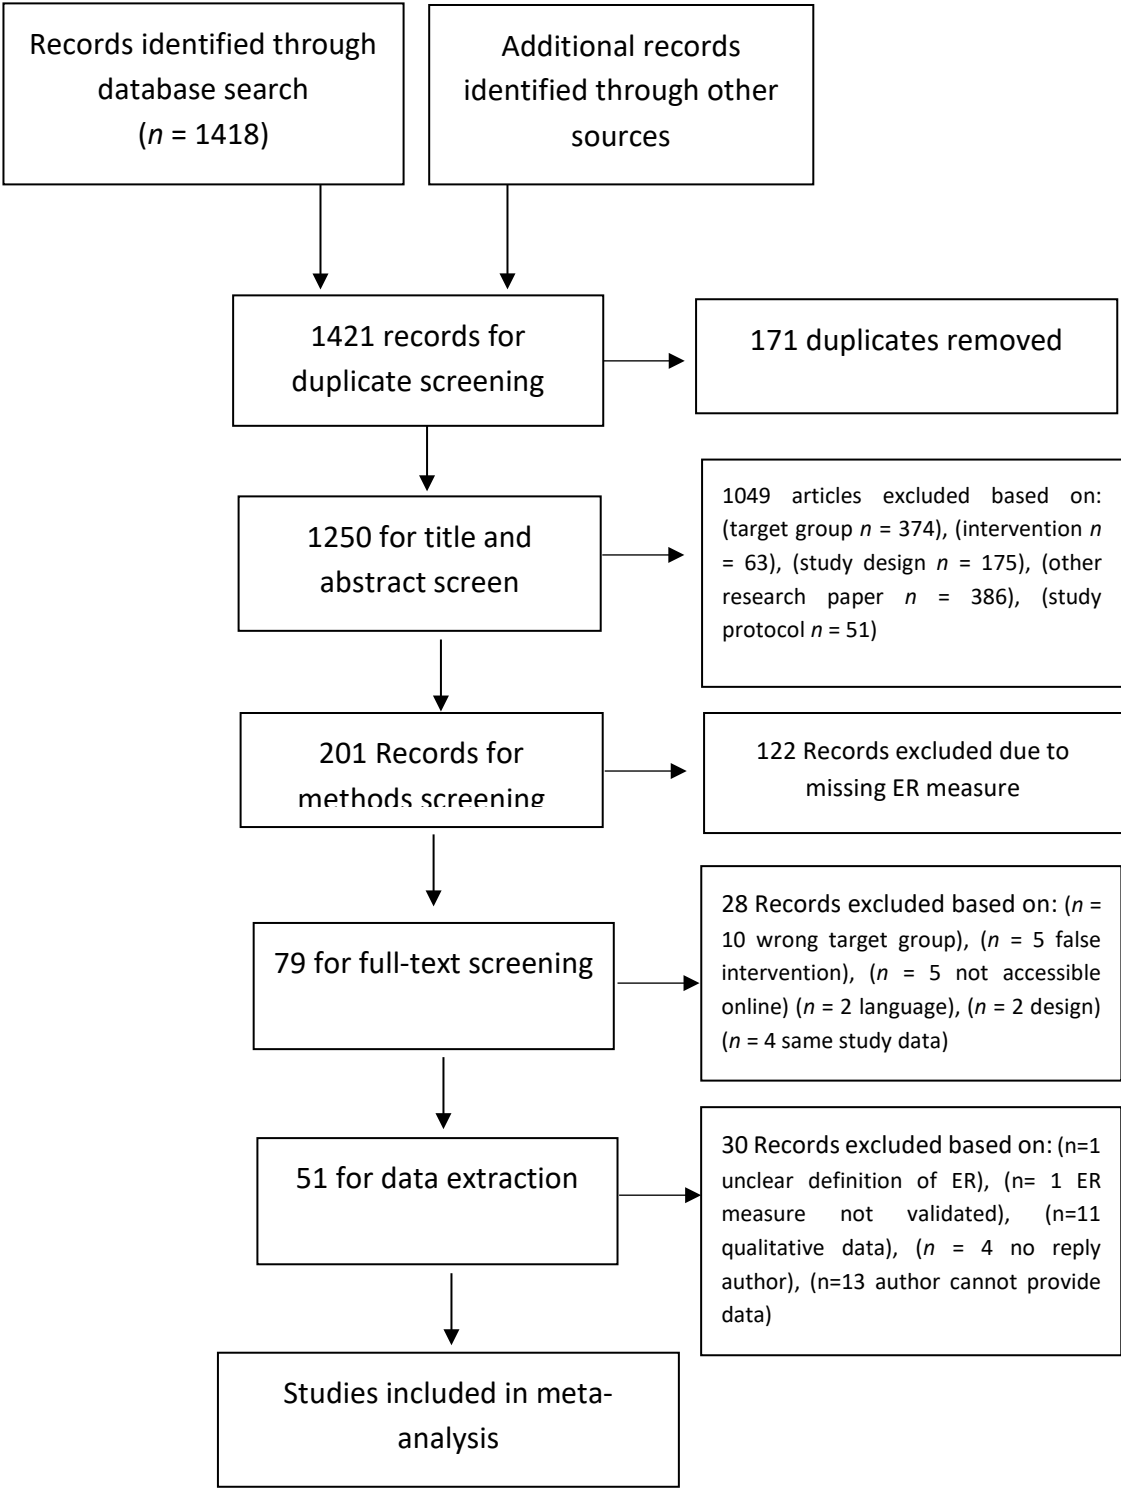 Records identified through
database search
(n = 1418)
Additional records
identified through other
sources
1421 records for
duplicate screening
171 duplicates removed
1250 for title and
abstract screen
1049 articles excluded based on:
(target group n = 374), (intervention n
= 63), (study design n = 175), (other
research paper n = 386), (study
protocol n = 51)
201 Records for
methods screening
122 Records excluded due to
missing ER measure
79 for full-text screening
28 Records excluded based on: (n =
10 wrong target group), (n = 5 false
intervention), (n = 5 not accessible
online) (n = 2 language), (n = 2 design)
(n = 4 same study data)
51 for data extraction
30 Records excluded based on: (n=1
unclear definition of ER), (n= 1 ER
measure not validated), (n=11
qualitative data), (n = 4 no reply
author), (n=13 author cannot provide
data)
Studies included in meta-
analysis